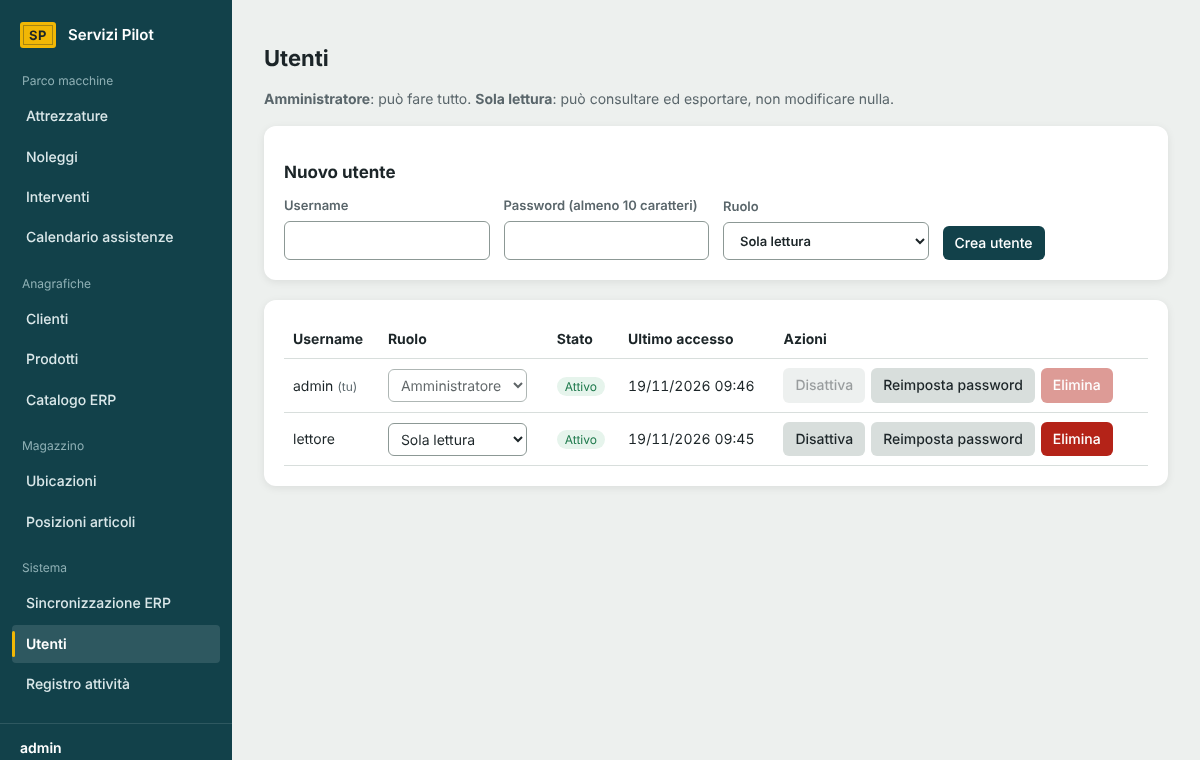 SP Servizi Pilot
Parco macchine
Attrezzature
Noleggi
Interventi
Calendario assistenze
Anagrafiche
Clienti
Prodotti
Catalogo ERP
Magazzino
Ubicazioni
Posizioni articoli
Sistema
Sincronizzazione ERP
Utenti
Registro attività
admin
Utenti
Amministratore: può fare tutto. Sola lettura: può consultare ed esportare, non modificare nulla.
Nuovo utente
Username Password (almeno 10 caratteri) Ruolo
Sola lettura Crea utente
Username Ruolo Stato Ultimo accesso Azioni
admin (tu) Amministratore Attivo 19/11/2026 09:46 Disattiva Reimposta password Elimina
lettore Sola lettura Attivo 19/11/2026 09:45 Disattiva Reimposta password Elimina